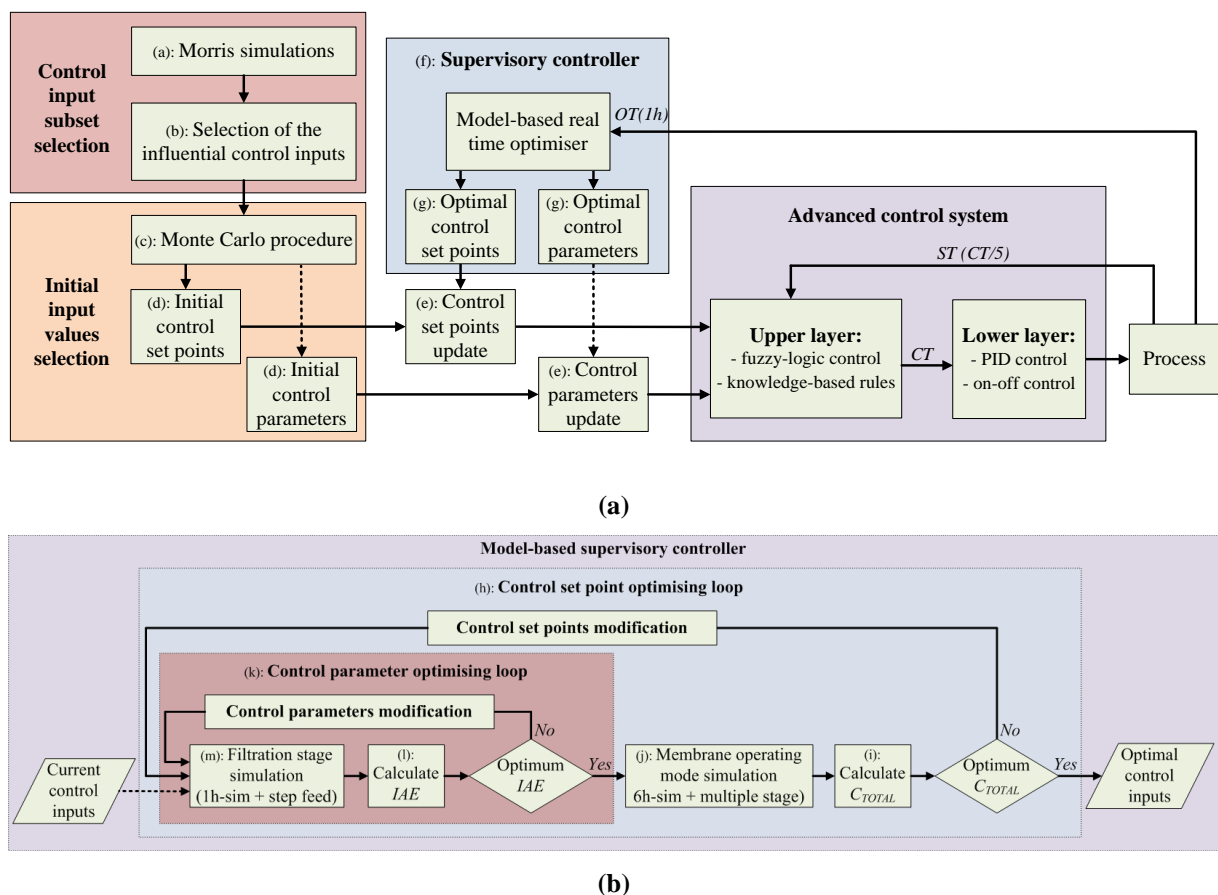 Control
input
subset
selection
(a): Morris simulations
(b): Selection of the
influential control inputs
Initial
input
values
selection
(c): Monte Carlo procedure
(d): Initial
control
set points
(d): Initial
control
parameters
(f): Supervisory controller
Model-based real
time optimiser
OT(1h)
(g): Optimal
control
set points
(g): Optimal
control
parameters
(e): Control
set points
update
(e): Control
parameters
update
Advanced control system
ST (CT/5)
Upper layer:
- fuzzy-logic control
- knowledge-based rules
CT
Lower layer:
- PID control
- on-off control
Process
(a)
Model-based supervisory controller
(h): Control set point optimising loop
Control set points modification
(k): Control parameter optimising loop
Control parameters modification
No
No
Current
control
inputs
(m): Filtration stage
simulation
(1h-sim + step feed)
(l):
Calculate
IAE
Optimum
IAE
Yes
(j): Membrane operating
mode simulation
6h-sim + multiple stage)
(i):
Calculate
CTOTAL
Optimum
CTOTAL
Yes
Optimal
control
inputs
(b)